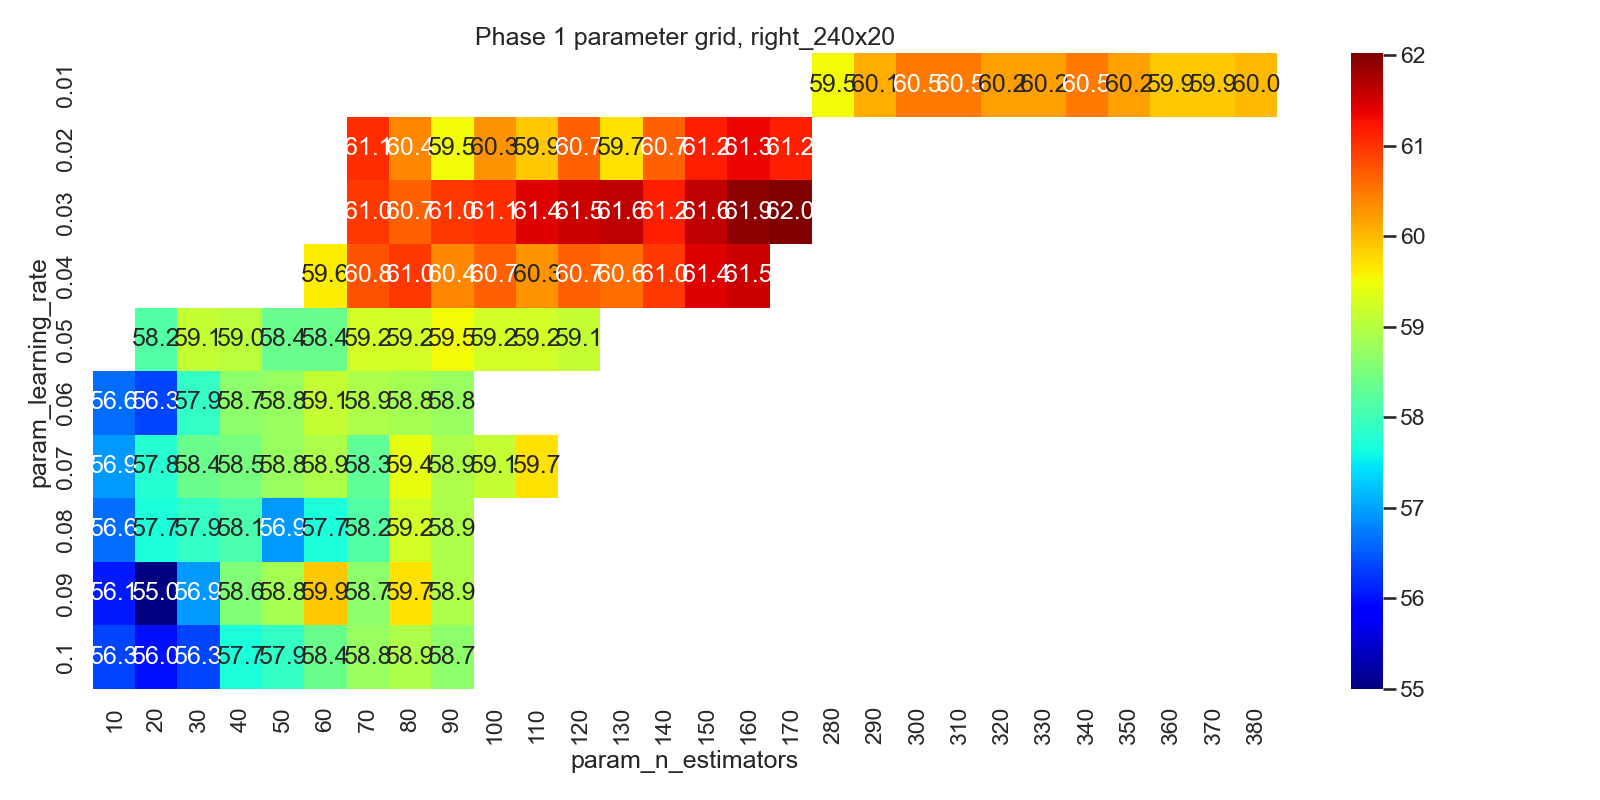 Phase 1 parameter grid, right_240x20
0.01 59.5 60.1 60.5 60.5 60.2 60.2 60.5 60.2 59.9 59.9 60.0
0.02 61.1 60.4 59.5 60.3 59.9 60.7 59.7 60.7 61.2 61.3 61.2
0.03 61.0 60.7 61.0 61.1 61.4 61.5 61.6 61.2 61.6 61.9 62.0
0.04 59.6 60.8 61.0 60.4 60.7 60.3 60.7 60.6 61.0 61.4 61.5
0.05 58.2 59.1 59.0 58.4 58.4 59.2 59.2 59.5 59.2 59.2 59.1
0.06 56.6 56.3 57.9 58.7 58.8 59.1 58.9 58.8 58.8
0.07 56.9 57.8 58.4 58.5 58.8 58.9 58.3 59.4 58.9 59.1 59.7
0.08 56.6 57.7 57.9 58.1 56.9 57.7 58.2 59.2 58.9
0.09 56.1 55.0 56.9 58.6 58.8 59.9 58.7 59.7 58.9
0.1 56.3 56.0 56.3 57.7 57.9 58.4 58.8 58.9 58.7
param_learning_rate
10 20 30 40 50 60 70 80 90 100 110 120 130 140 150 160 170 280 290 300 310 320 330 340 350 360 370 380
param_n_estimators
62
61
60
59
58
57
56
55